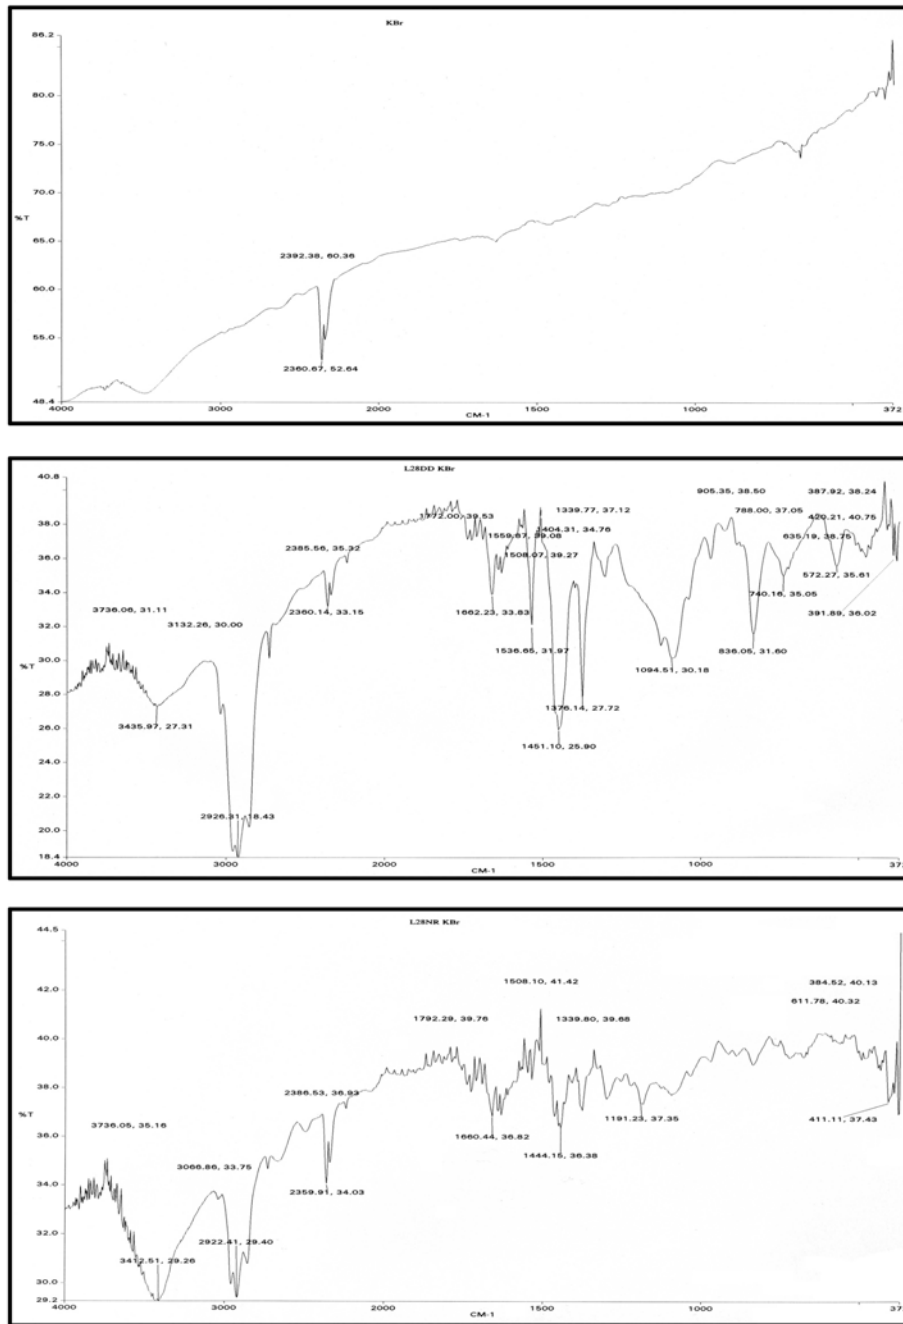 KBr
86.2
80.0
75.0
70.0
%T
65.0
2392.38, 60.36
60.0
55.0
2360.67, 52.64
48.4
4000 3000 2000 1500 1000 372
CM-1
L28DD KBr
40.8
905.35, 38.50 387.92, 38.24
1339.77, 37.12 788.00, 37.05
1772.00, 39.53 420.21, 40.75
38.0
1404.31, 34.76
1559.67, 39.08 635.19, 38.75
2385.56, 35.32 1508.07, 39.27
36.0
572.27, 35.61
2360.14, 33.15 740.16, 35.05
34.0
3736.06, 31.11 1662.23, 33.83 391.89, 36.02
3132.26, 30.00
32.0
1536.65, 31.97 836.05, 31.60
30.0
%T
1094.51, 30.18
28.0
1376.14, 27.72
3435.97, 27.31
26.0
1451.10, 25.90
24.0
22.0
2926.31, 18.43
20.0
18.4
4000 3000 2000 1500 1000
CM-1
L28NR KBr
44.5
1508.10, 41.42 384.52, 40.13
42.0
611.78, 40.32
1792.29, 39.76 1339.80, 39.68
40.0
38.0
2386.53, 36.93
%T
1191.23, 37.35 411.11, 37.43
3736.05, 35.16
36.0
1660.44, 36.82
1444.15, 36.38
3066.86, 33.75
34.0
2359.91, 34.03
32.0
2922.41, 29.40
3412.51, 29.26
30.0
29.2
4000 3000 2000 1500 1000 372
CM-1